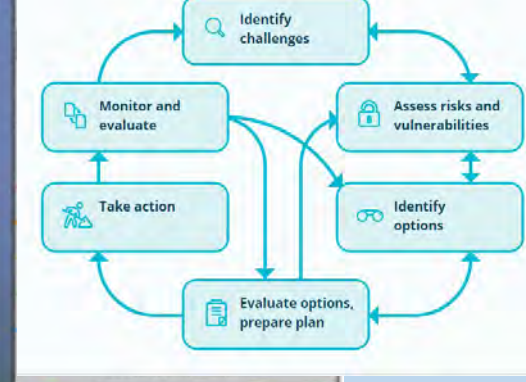 Identify
challenges
Monitor and
evaluate
Assess risks and
vulnerabilities
Take action
Identify
options
Evaluate options,
prepare plan